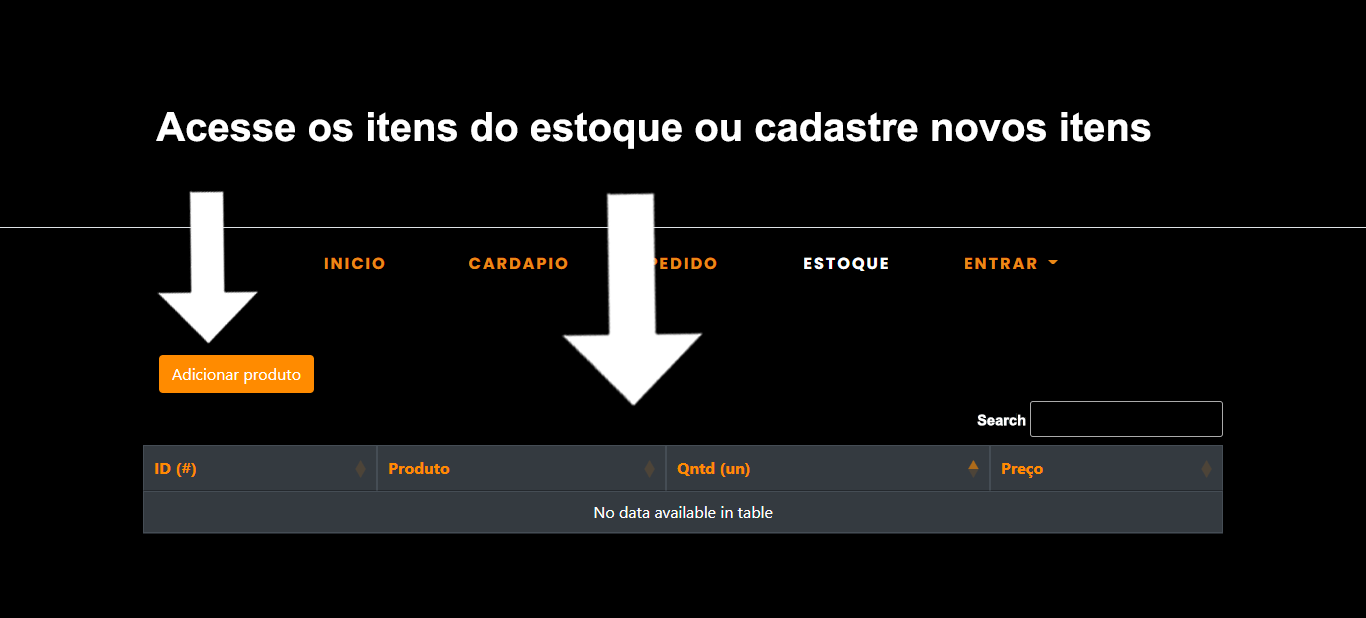 Acesse os itens do estoque ou cadastre novos itens
INICIO CARDAPIO PEDIDO ESTOQUE ENTRAR
Adicionar produto
Search
ID (#) Produto Qntd (un) Preço
No data available in table